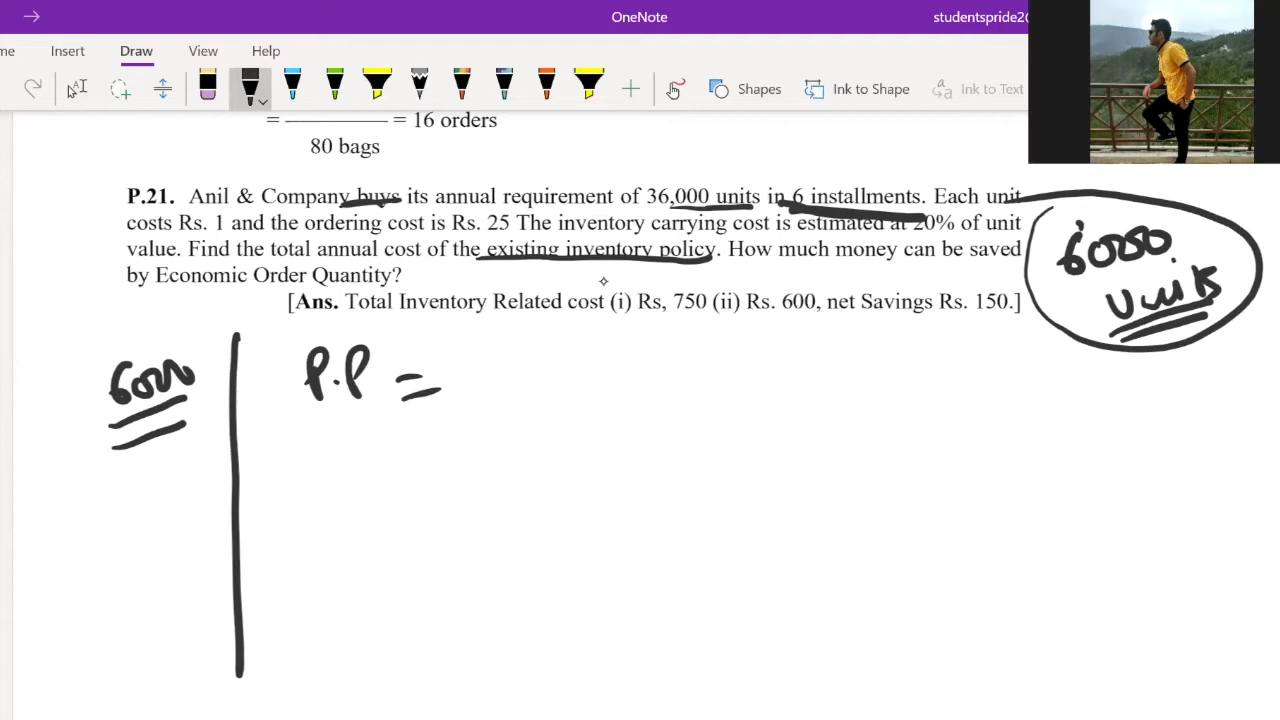 OneNote
studentspride2@
me Insert Draw View Help
Shapes Ink to Shape Ink to Text
= ———— = 16 orders
80 bags
P.21. Anil & Company buys its annual requirement of 36,000 units in 6 installments. Each unit
costs Rs. 1 and the ordering cost is Rs. 25 The inventory carrying cost is estimated at 20% of unit
value. Find the total annual cost of the existing inventory policy. How much money can be saved
by Economic Order Quantity?
[Ans. Total Inventory Related cost (i) Rs, 750 (ii) Rs. 600, net Savings Rs. 150.]
6000
units
6000
P.P =